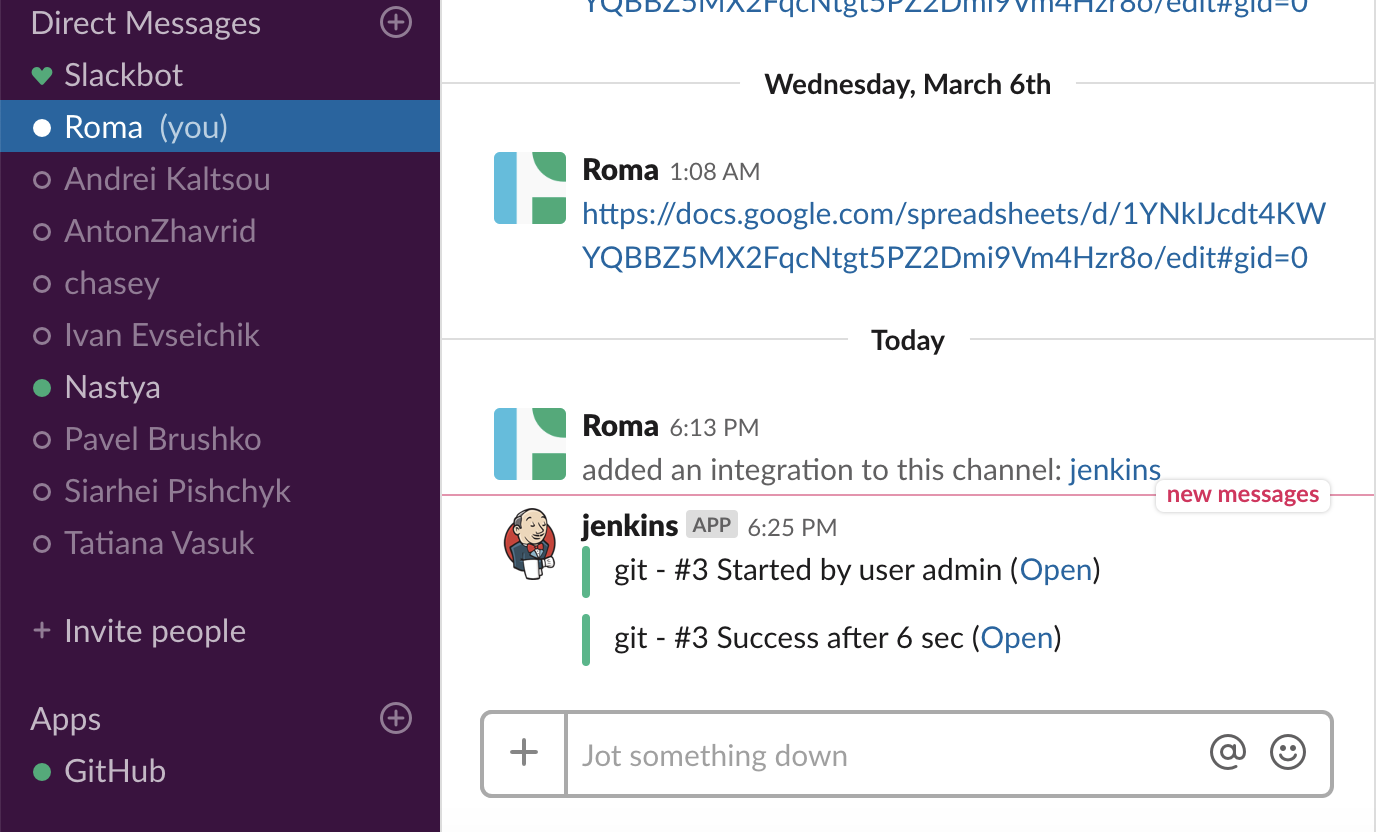 Direct Messages
Slackbot
Roma (you)
Andrei Kaltsou
AntonZhavrid
chasey
Ivan Evseichik
Nastya
Pavel Brushko
Siarhei Pishchyk
Tatiana Vasuk
+ Invite people
Apps
GitHub
YQBBZ5MX2FqcNtgt5PZ2Dmi9Vm4Hzr8o/edit#gid=0
Wednesday, March 6th
Roma 1:08 AM
https://docs.google.com/spreadsheets/d/1YNkIJcdt4KW
YQBBZ5MX2FqcNtgt5PZ2Dmi9Vm4Hzr8o/edit#gid=0
Today
Roma 6:13 PM
added an integration to this channel: jenkins
new messages
jenkins APP 6:25 PM
git - #3 Started by user admin (Open)
git - #3 Success after 6 sec (Open)
Jot something down